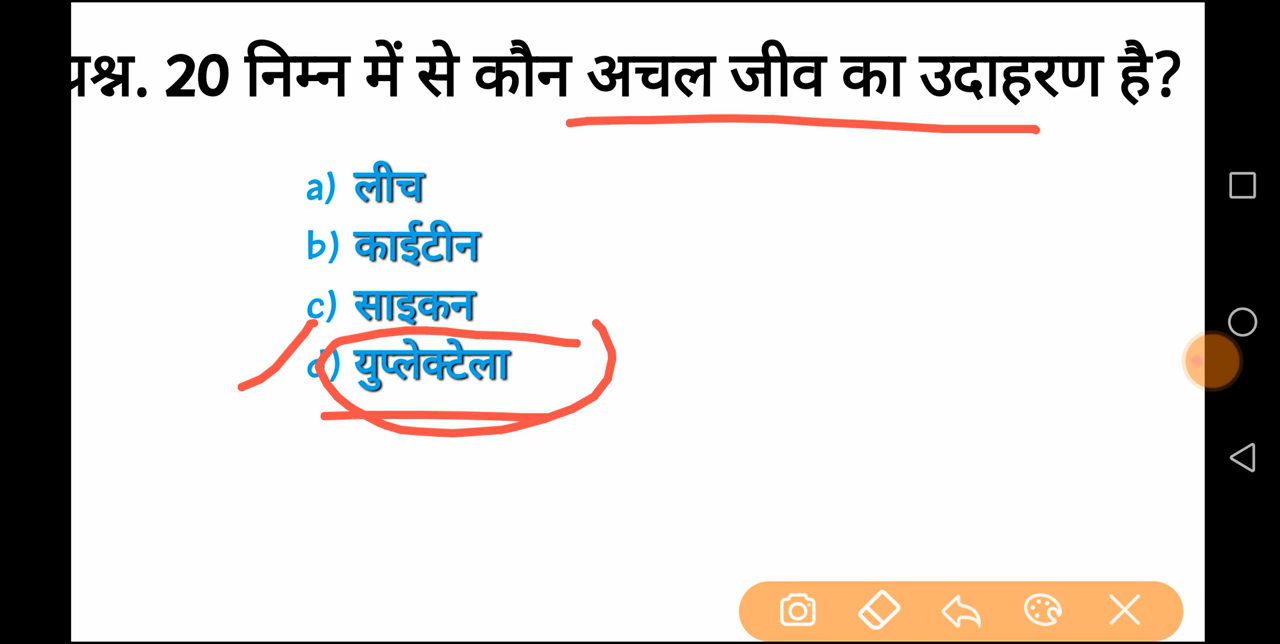 प्रश्न. 20 निम्न में से कौन अचल जीव का उदाहरण है?
a) लीच
b) काईटीन
c) साइकन
d) युप्लेक्टेला